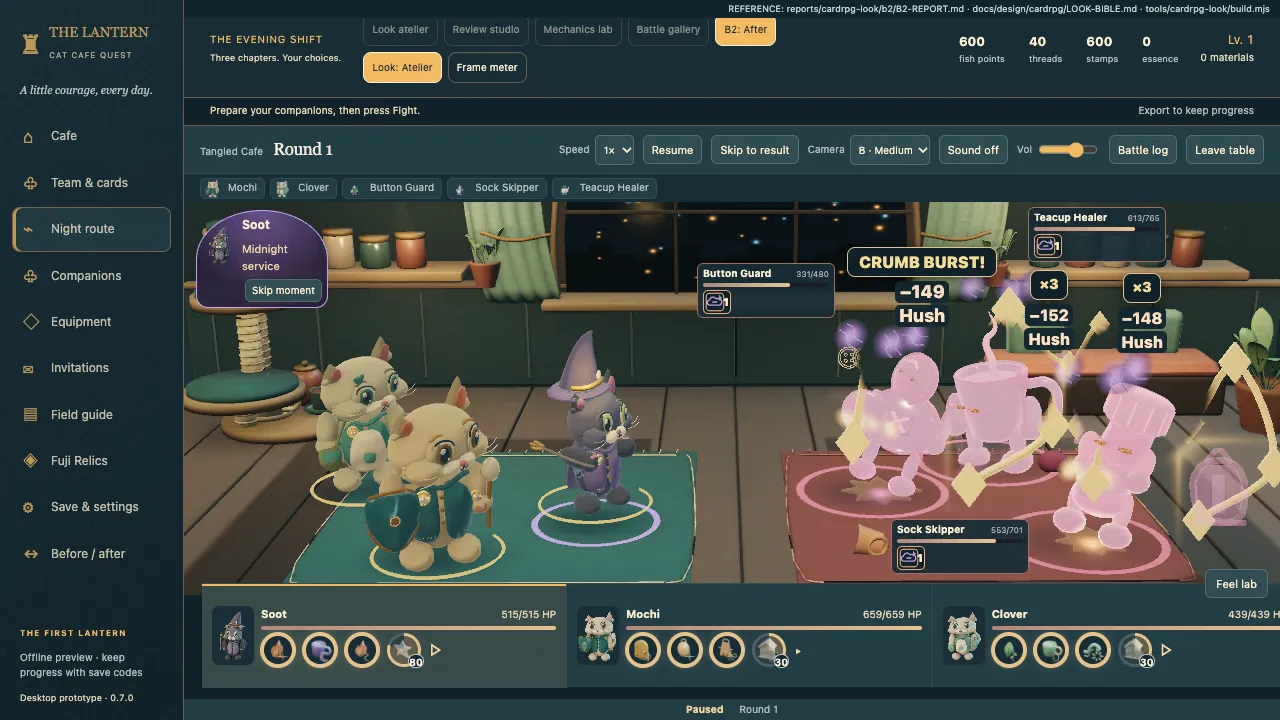 REFERENCE: reports/cardrpg-look/b2/B2-REPORT.md · docs/design/cardrpg/LOOK-BIBLE.md · tools/cardrpg-look/build.mjs
THE LANTERN
CAT CAFE QUEST
A little courage, every day.
Cafe
Team & cards
Night route
Companions
Equipment
Invitations
Field guide
Fuji Relics
Save & settings
Before / after
THE FIRST LANTERN
Offline preview · keep
progress with save codes
Desktop prototype · 0.7.0
THE EVENING SHIFT
Three chapters. Your choices.
Look atelier
Review studio
Mechanics lab
Battle gallery
B2: After
Look: Atelier
Frame meter
600
fish points
40
threads
600
stamps
0
essence
Lv. 1
0 materials
Prepare your companions, then press Fight.
Export to keep progress
Tangled Cafe
Round 1
Speed
1×
Resume
Skip to result
Camera
B · Medium
Sound off
Vol
Battle log
Leave table
Mochi
Clover
Button Guard
Sock Skipper
Teacup Healer
Soot
Midnight
service
Skip moment
Button Guard
331/480
1
CRUMB BURST!
−149
Hush
Teacup Healer
613/765
1
×3
−152
Hush
×3
−148
Hush
Sock Skipper
553/701
1
Feel lab
Soot
515/515 HP
80
Mochi
659/659 HP
30
Clover
439/439 H
30
Paused
Round 1